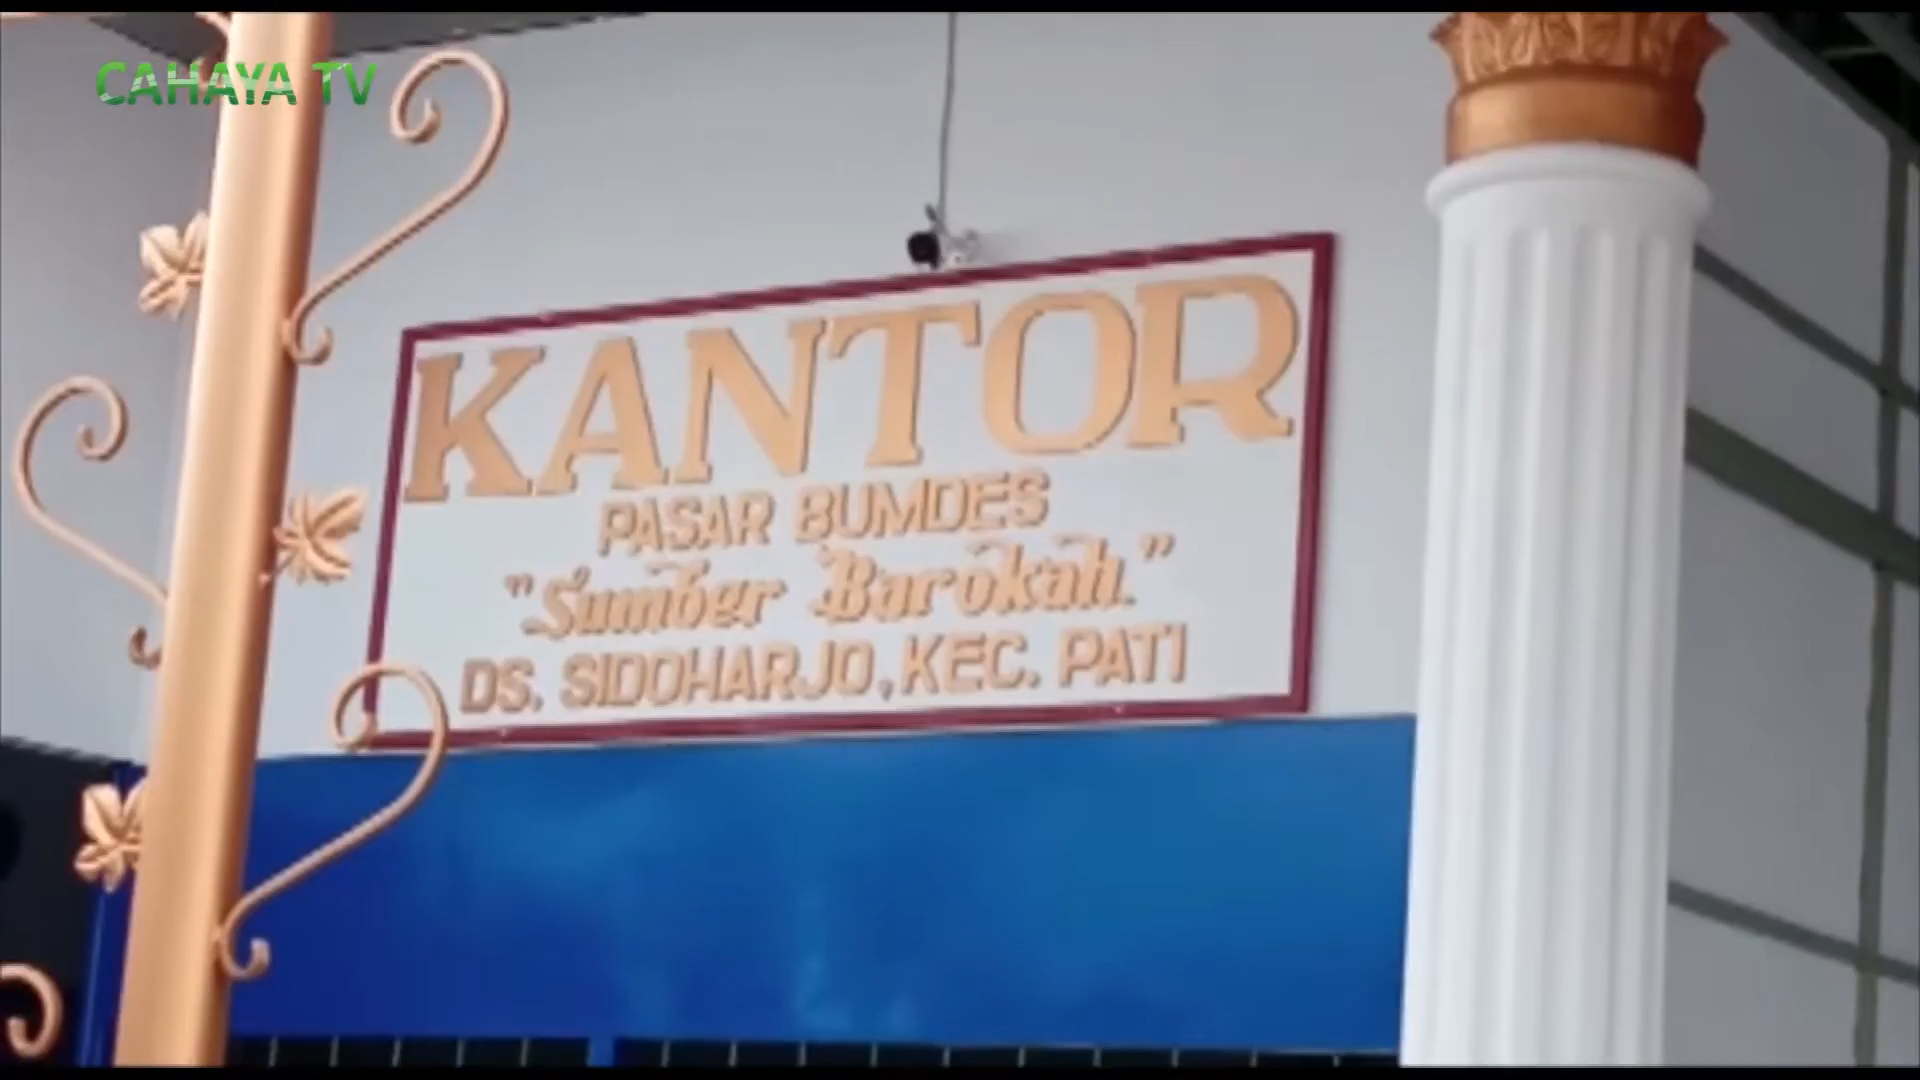 CAHAYA TV
KANTOR
PASAR BUMDES
"Sumber Barokah."
DS. SIDOHARJO, KEC. PATI